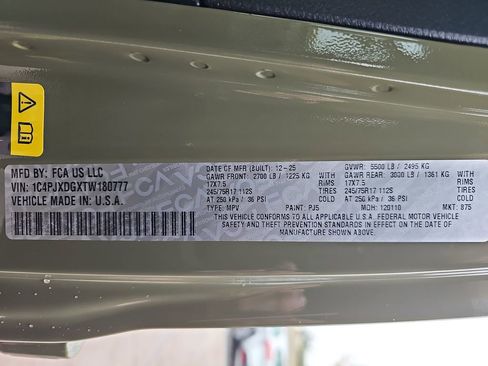 MFD BY: FCA US LLC
VIN: 1C4PJXDGXTW180777
VEHICLE MADE IN: U.S.A.
DATE OF MFR (BUILT): 12-25
GVWR: 5500 LB / 2495 KG
GAWR FRONT: 2700 LB / 1225 KG WITH
17X7.5 RIMS
245/75R17 112S TIRES
AT 250 kPa / 36 PSI COLD
GAWR REAR: 3000 LB / 1361 KG WITH
17X7.5 RIMS
245/75R17 112S TIRES
AT 250 kPa / 36 PSI COLD
THIS VEHICLE CONFORMS TO ALL APPLICABLE U.S.A. FEDERAL MOTOR VEHICLE
SAFETY AND THEFT PREVENTION STANDARDS IN EFFECT ON THE DATE OF
MANUFACTURE SHOWN ABOVE.
TYPE: MPV PAINT: PJ5 MDH: 120110 MKT: 875